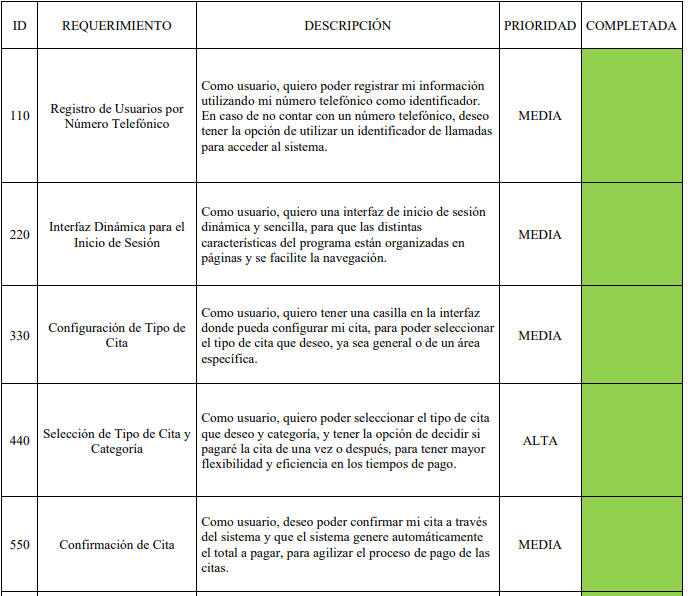 ID REQUERIMIENTO DESCRIPCIÓN PRIORIDAD COMPLETADA
110
Registro de Usuarios por
Número Telefónico
Como usuario, quiero poder registrar mi información
utilizando mi número telefónico como identificador.
En caso de no contar con un número telefónico, deseo
tener la opción de utilizar un identificador de llamadas
para acceder al sistema.
MEDIA
220
Interfaz Dinámica para el
Inicio de Sesión
Como usuario, quiero una interfaz de inicio de sesión
dinámica y sencilla, para que las distintas
características del programa están organizadas en
páginas y se facilite la navegación.
MEDIA
330
Configuración de Tipo de
Cita
Como usuario, quiero tener una casilla en la interfaz
donde pueda configurar mi cita, para poder seleccionar
el tipo de cita que deseo, ya sea general o de un área
específica.
MEDIA
440
Selección de Tipo de Cita y
Categoría
Como usuario, quiero poder seleccionar el tipo de cita
que deseo y categoría, y tener la opción de decidir si
pagaré la cita de una vez o después, para tener mayor
flexibilidad y eficiencia en los tiempos de pago.
ALTA
550
Confirmación de Cita
Como usuario, deseo poder confirmar mi cita a través
del sistema y que el sistema genere automáticamente
el total a pagar, para agilizar el proceso de pago de las
citas.
MEDIA